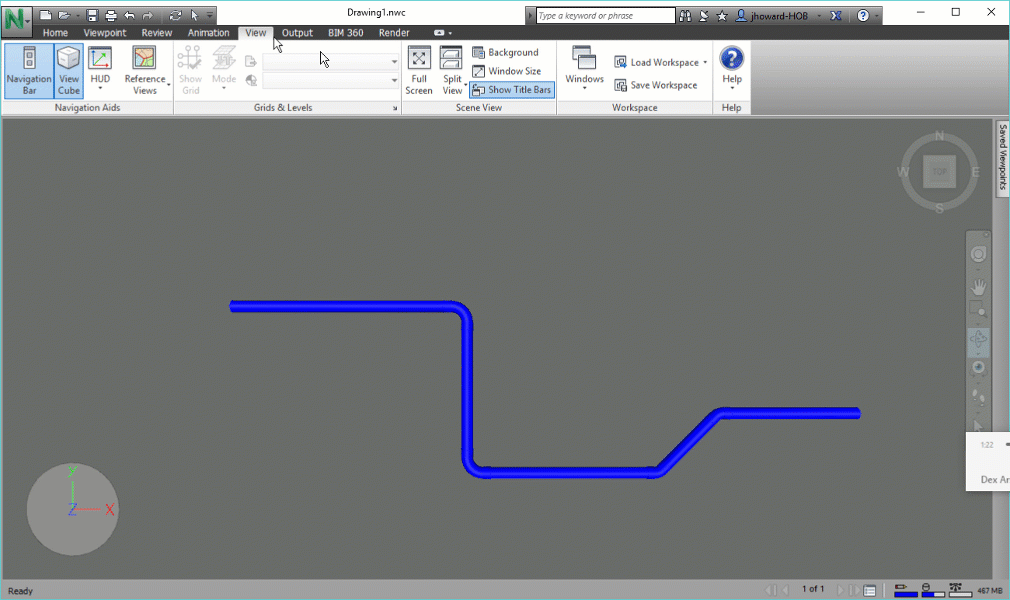 N
Drawing1.nwc
Type a keyword or phrase
jhoward-HOB
Home Viewpoint Review Animation View Output BIM 360 Render
Navigation Bar
View Cube
HUD
Reference Views
Show Grid
Mode
Full Screen
Split View
Background
Window Size
Show Title Bars
Windows
Load Workspace
Save Workspace
Help
Navigation Aids
Grids & Levels
Scene View
Workspace
Help
Saved Viewpoints
N
W
TOP
E
S
1:22
Dex Ar
Y
Z
X
Ready
1 of 1
467 MB